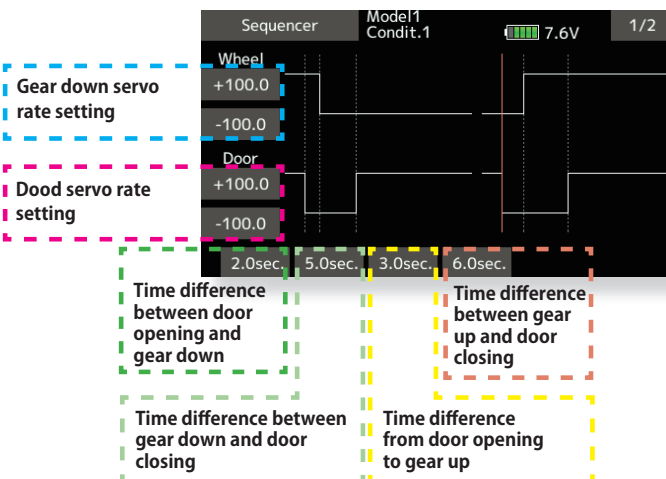 Sequencer
Model1
Condit.1
7.6V
1/2
Wheel
+100.0
-100.0
Door
+100.0
-100.0
Gear down servo
rate setting
Dood servo rate
setting
2.0sec. 5.0sec. 3.0sec. 6.0sec.
Time difference
between door
opening and
gear down
Time difference
between gear
up and door
closing
Time difference between
gear down and door
closing
Time difference
from door opening
to gear up